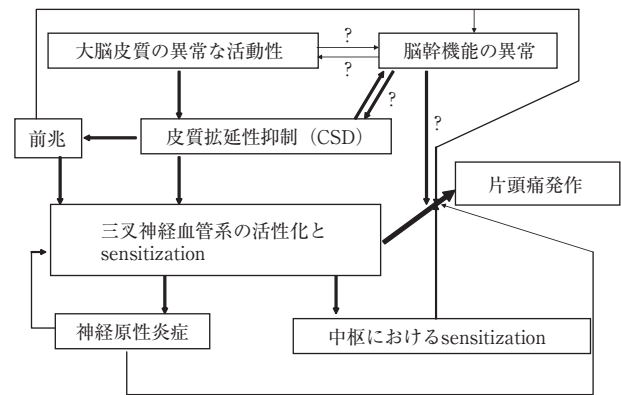 大脳皮質の異常な活動性
?
?
脳幹機能の異常
?
?
前兆
皮質拡延性抑制(CSD)
片頭痛発作
三叉神経血管系の活性化と
sensitization
神経原性炎症
中枢におけるsensitization